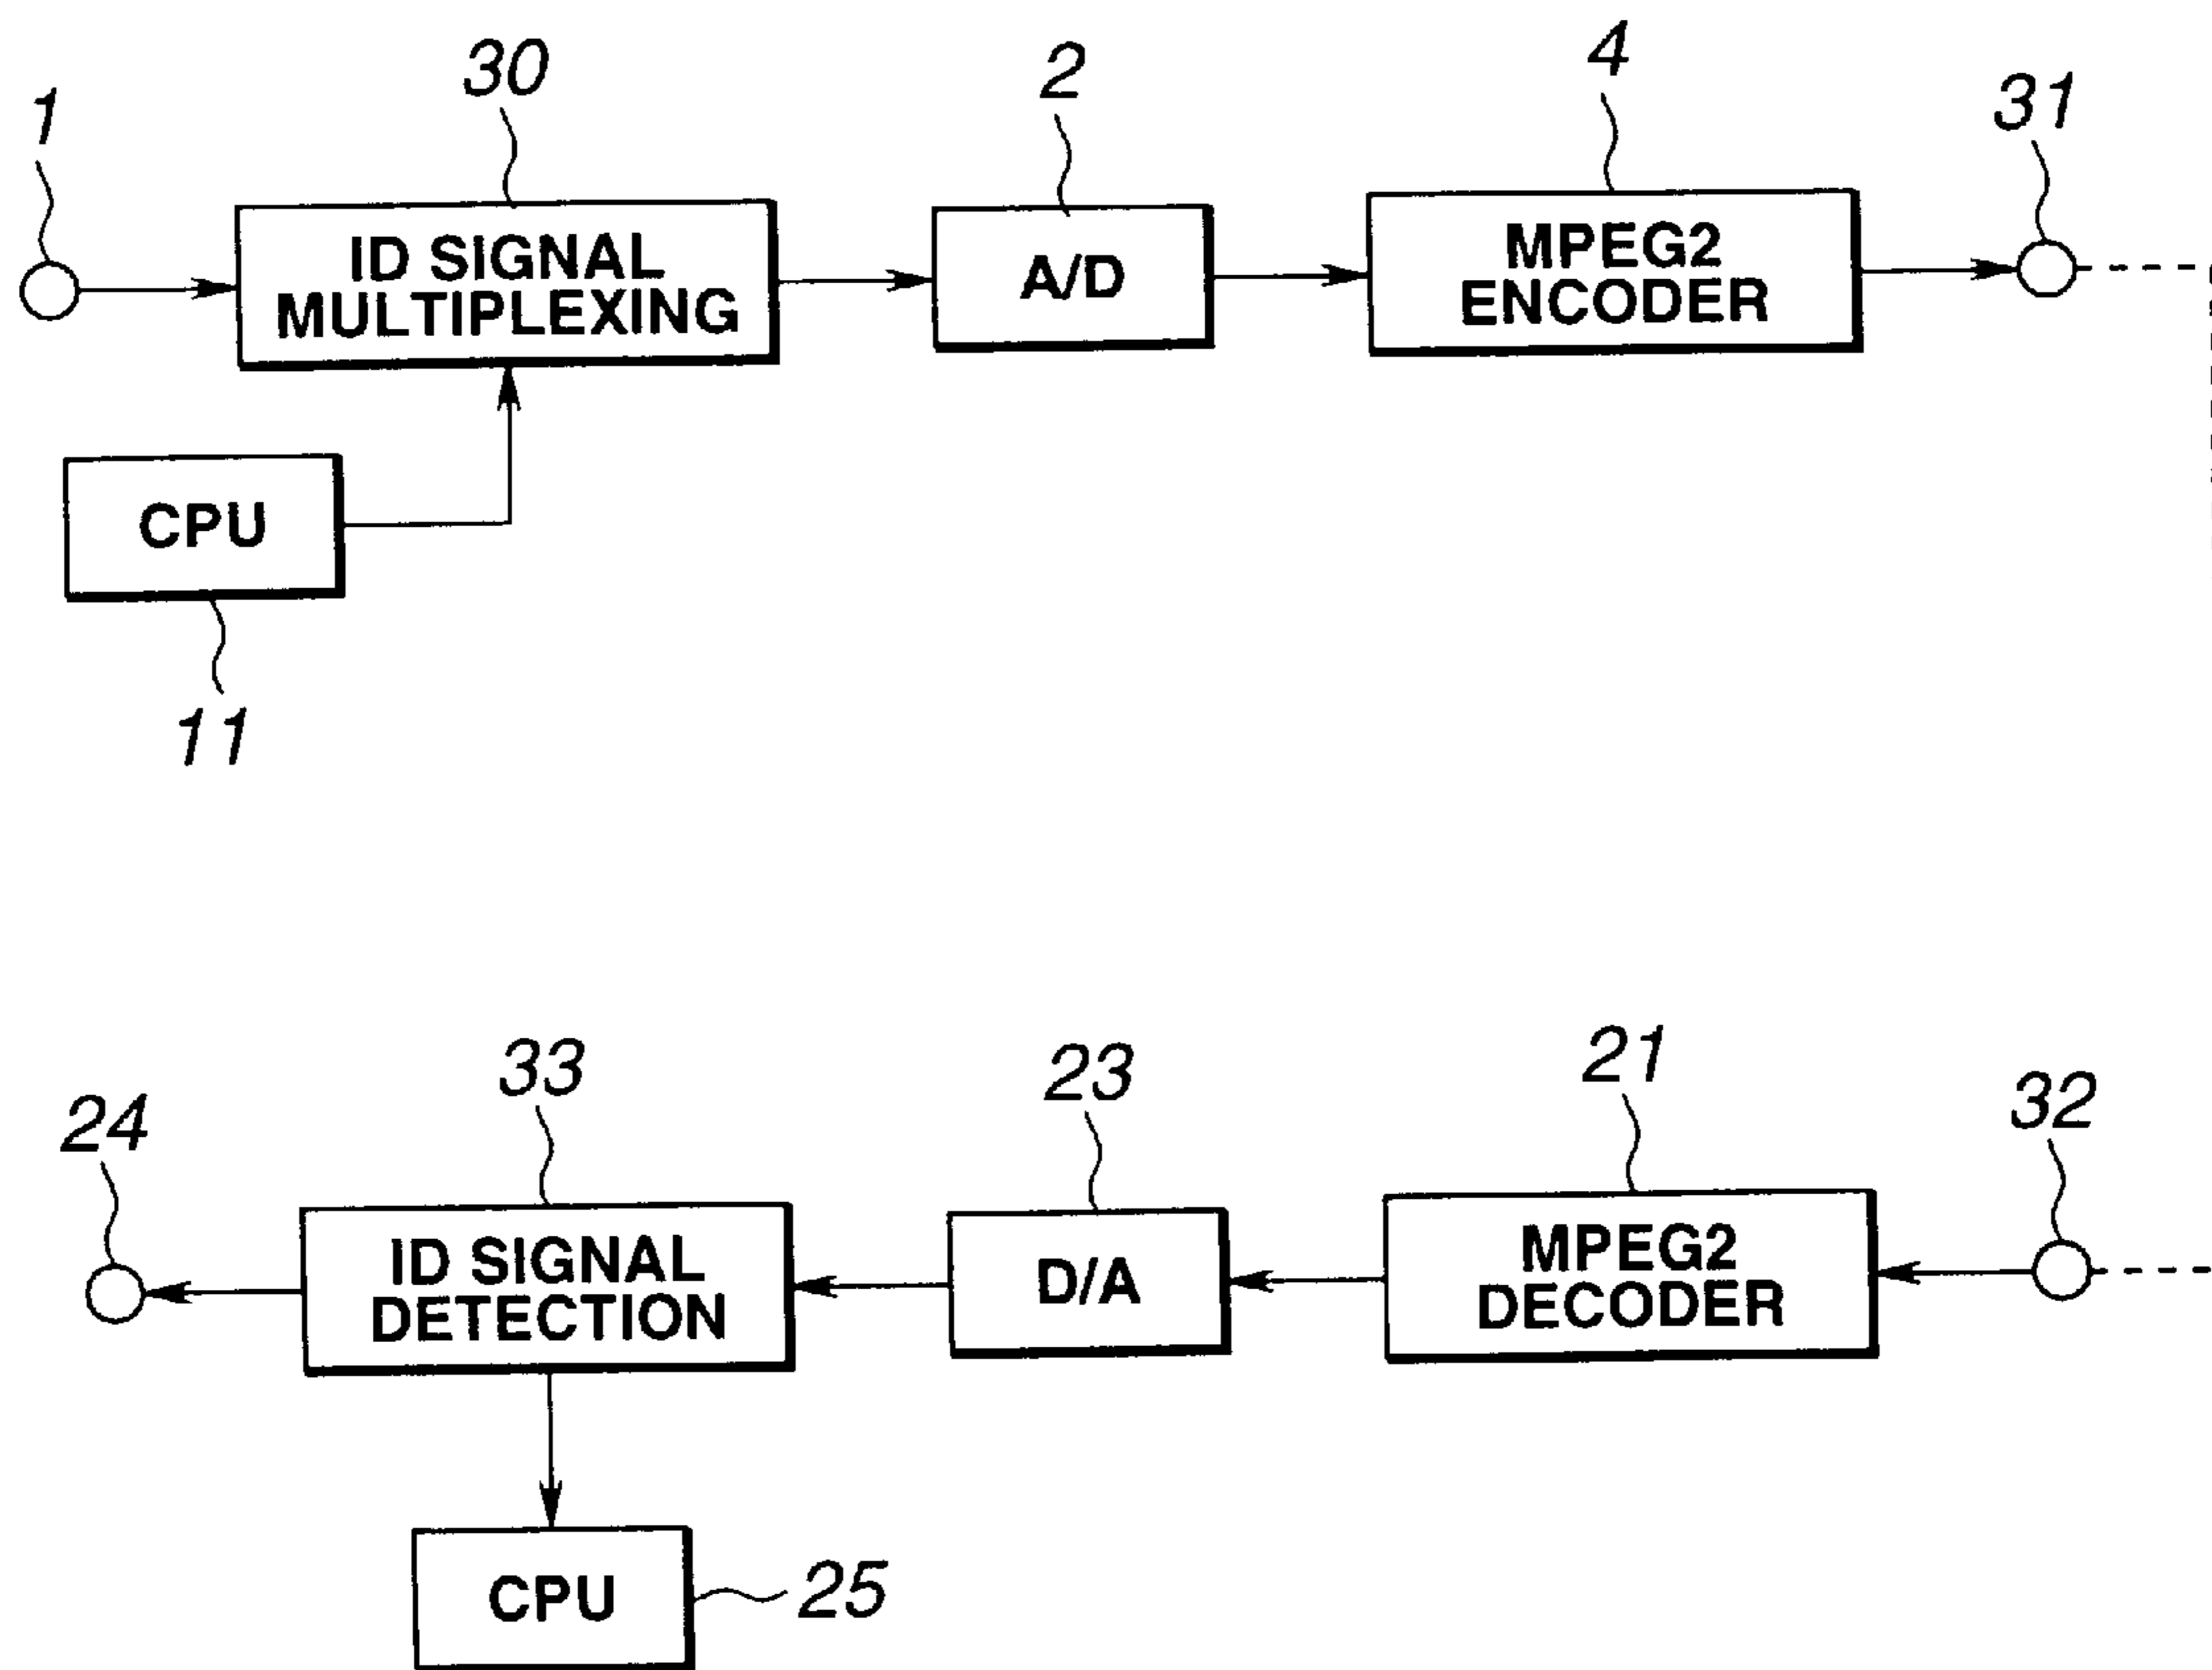 30
2
4
31
1
ID SIGNAL
MULTIPLEXING
A/D
MPEG2
ENCODER
CPU
11
33
23
21
32
24
ID SIGNAL
DETECTION
D/A
MPEG2
DECODER
CPU
25